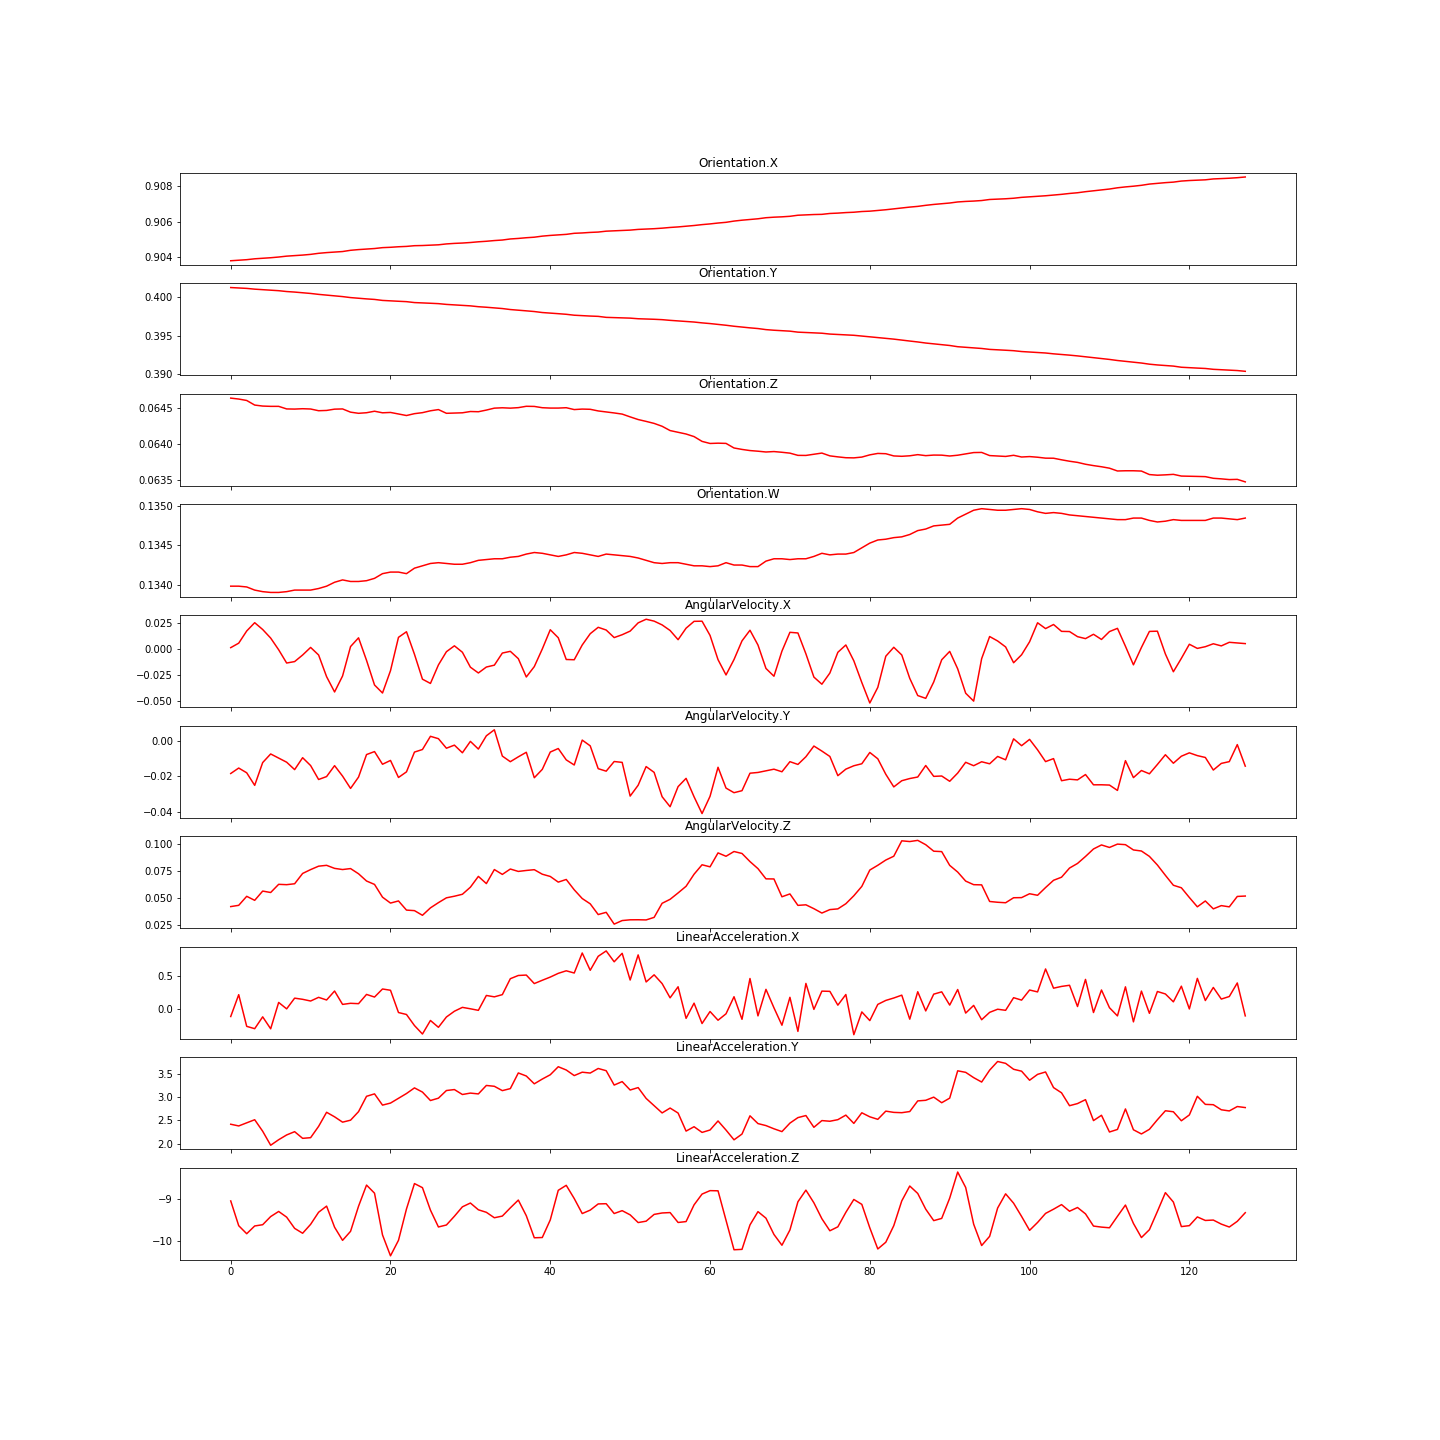 Orientation.X
0.908
0.906
0.904
Orientation.Y
0.400
0.395
0.390
Orientation.Z
0.0645
0.0640
0.0635
Orientation.W
0.1350
0.1345
0.1340
AngularVelocity.X
0.025
0.000
−0.025
−0.050
AngularVelocity.Y
0.00
−0.02
−0.04
AngularVelocity.Z
0.100
0.075
0.050
0.025
LinearAcceleration.X
0.5
0.0
LinearAcceleration.Y
3.5
3.0
2.5
2.0
LinearAcceleration.Z
−9
−10
0 20 40 60 80 100 120